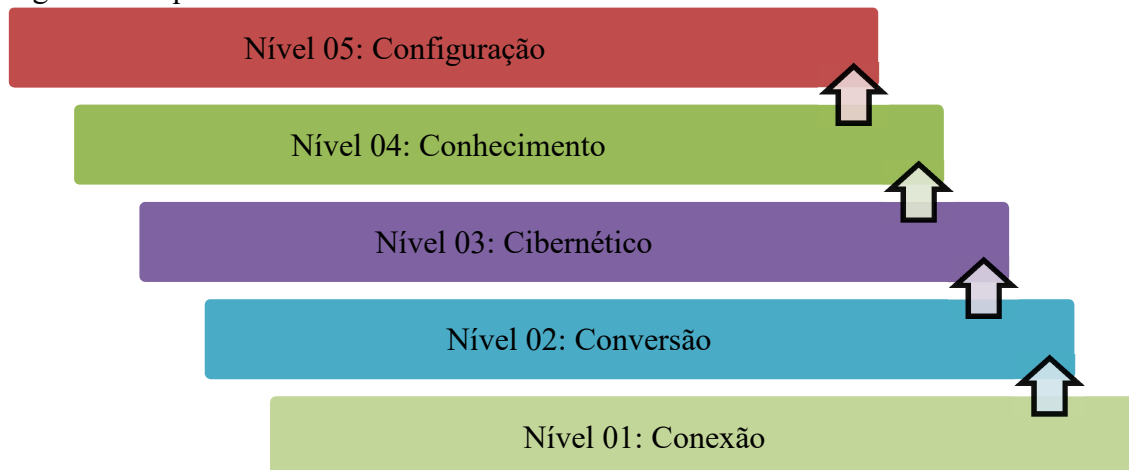 Nível 05: Configuração
Nível 04: Conhecimento
Nível 03: Cibernético
Nível 02: Conversão
Nível 01: Conexão